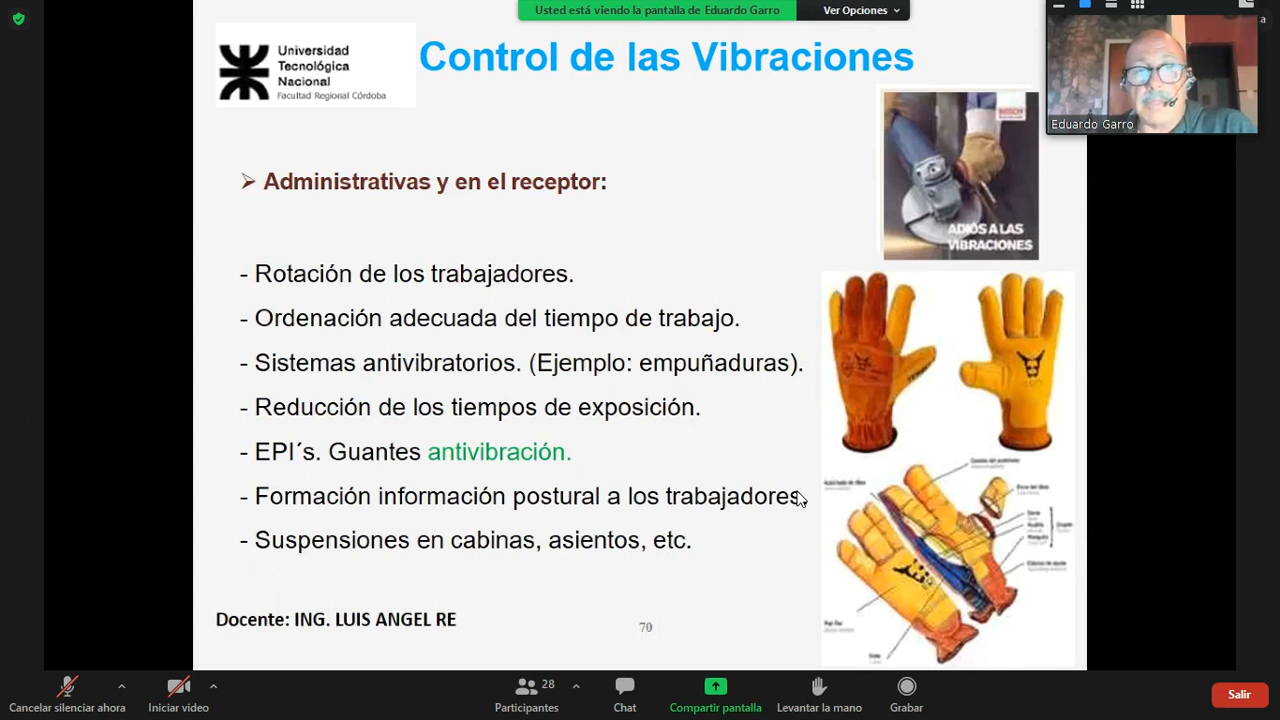 Usted está viendo la pantalla de Eduardo Garro
Ver Opciones
Universidad
Tecnológica
Nacional
Facultad Regional Córdoba
Control de las Vibraciones
Eduardo Garro
ADIÓS A LAS
VIBRACIONES
Administrativas y en el receptor:
- Rotación de los trabajadores.
- Ordenación adecuada del tiempo de trabajo.
- Sistemas antivibratorios. (Ejemplo: empuñaduras).
- Reducción de los tiempos de exposición.
- EPI´s. Guantes antivibración.
- Formación información postural a los trabajadores.
- Suspensiones en cabinas, asientos, etc.
Docente: ING. LUIS ANGEL RE
70
Cancelar silenciar ahora
Iniciar video
28
Participantes
Chat
Compartir pantalla
Levantar la mano
Grabar
Salir